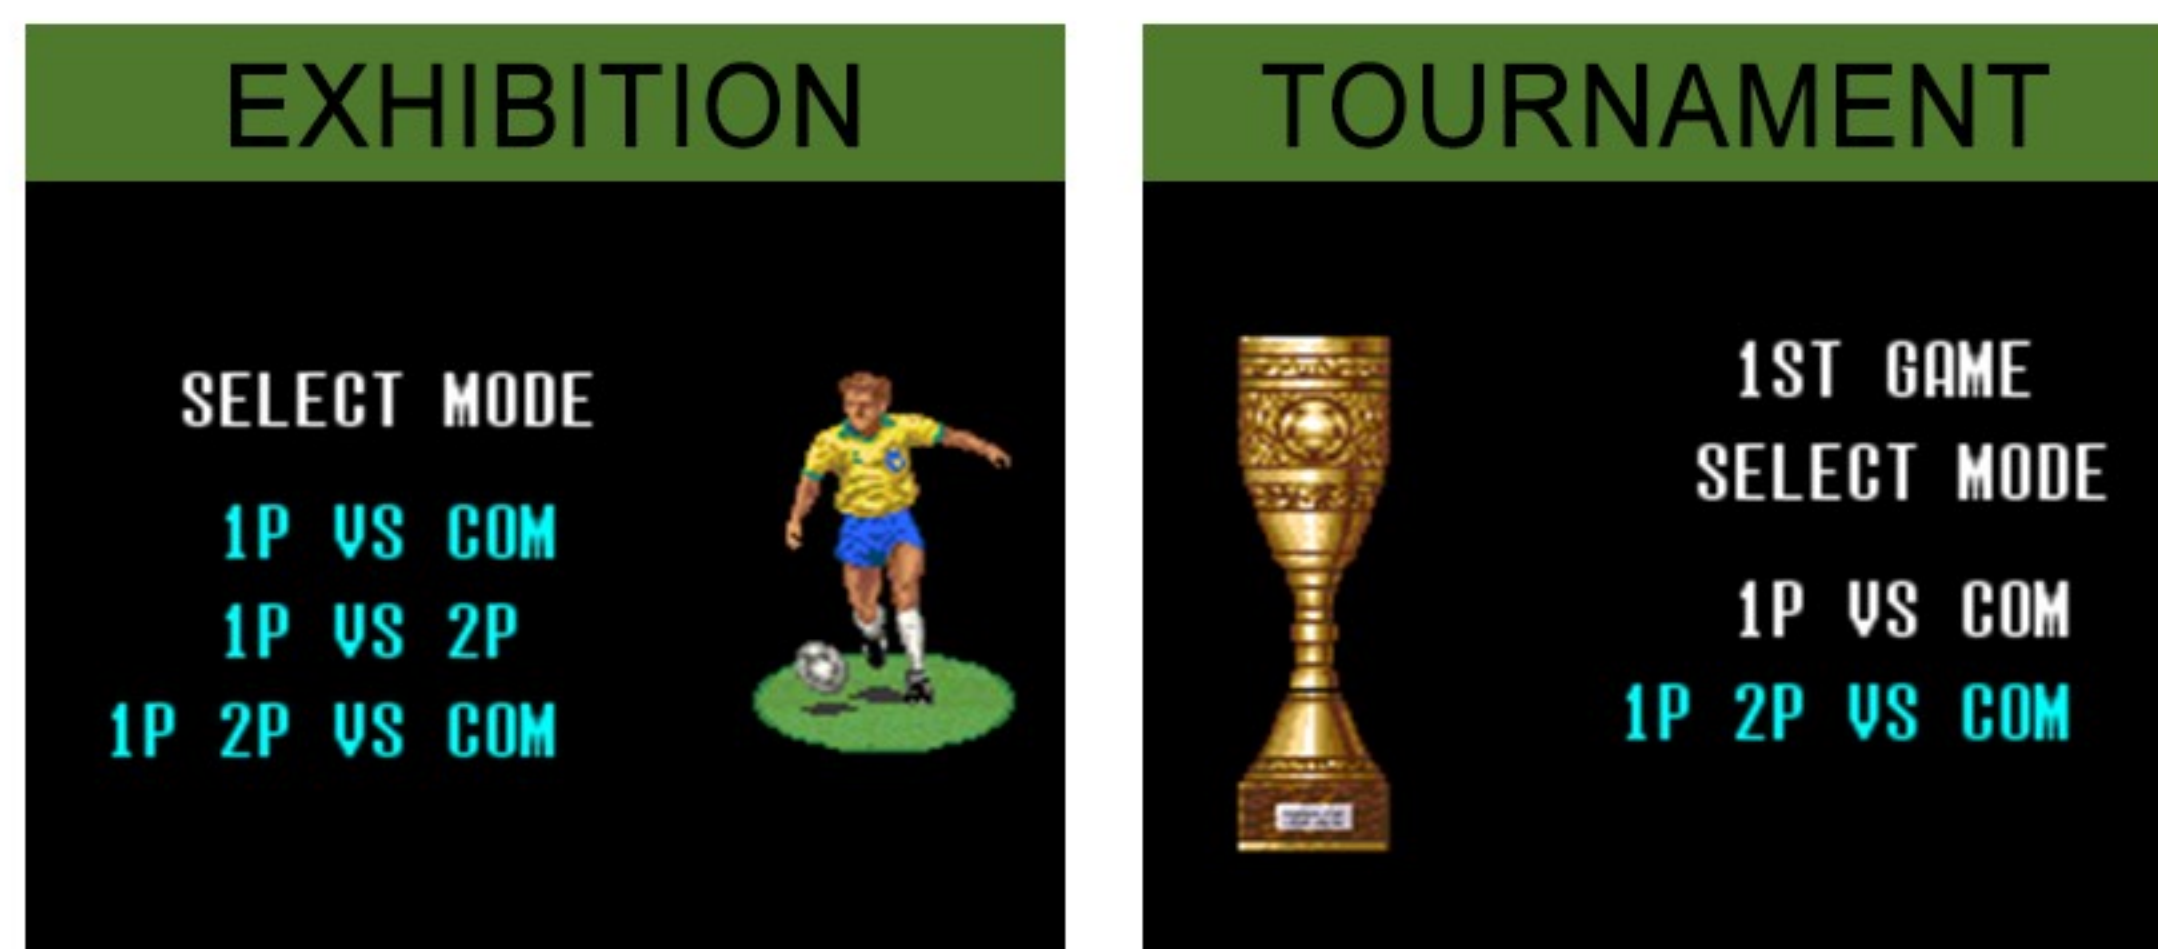 EXHIBITION
SELECT MODE
1P VS COM
1P VS 2P
1P 2P VS COM
TOURNAMENT
1ST GAME
SELECT MODE
1P VS COM
1P 2P VS COM